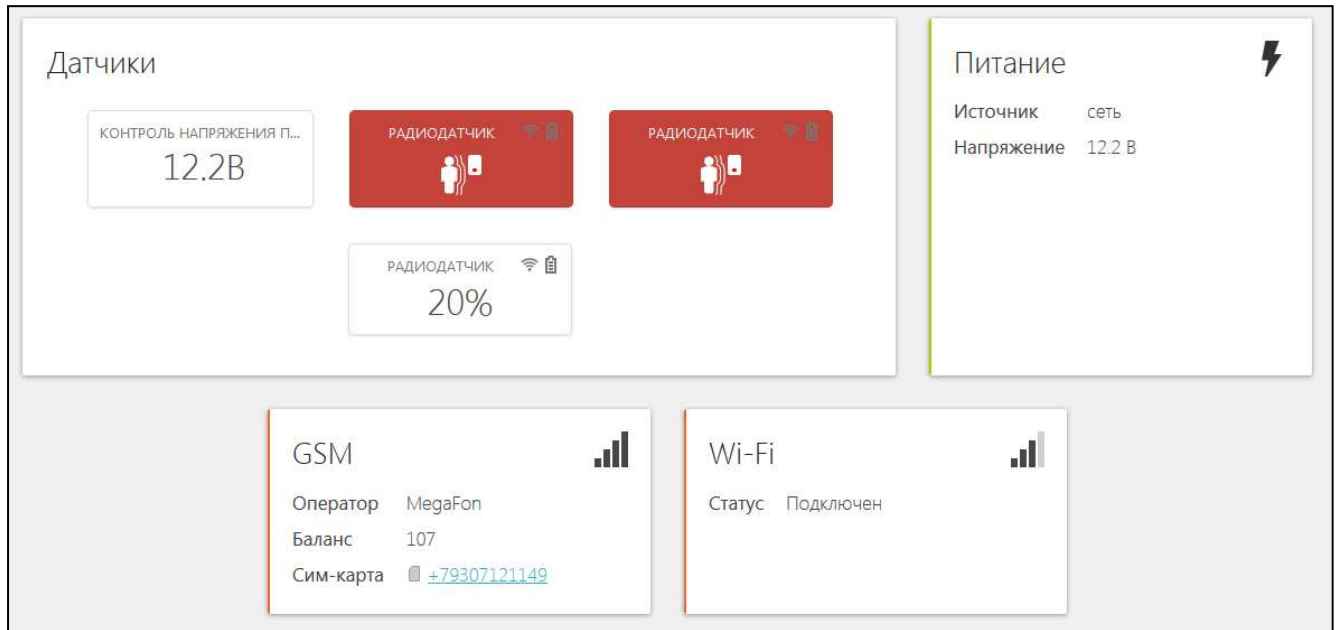 Датчики
КОНТРОЛЬ НАПРЯЖЕНИЯ П...
12.2В
РАДИОДАТЧИК
РАДИОДАТЧИК
РАДИОДАТЧИК
20%
Питание
Источник сеть
Напряжение 12.2 В
GSM
Оператор MegaFon
Баланс 107
Сим-карта +79307121149
Wi-Fi
Статус Подключен